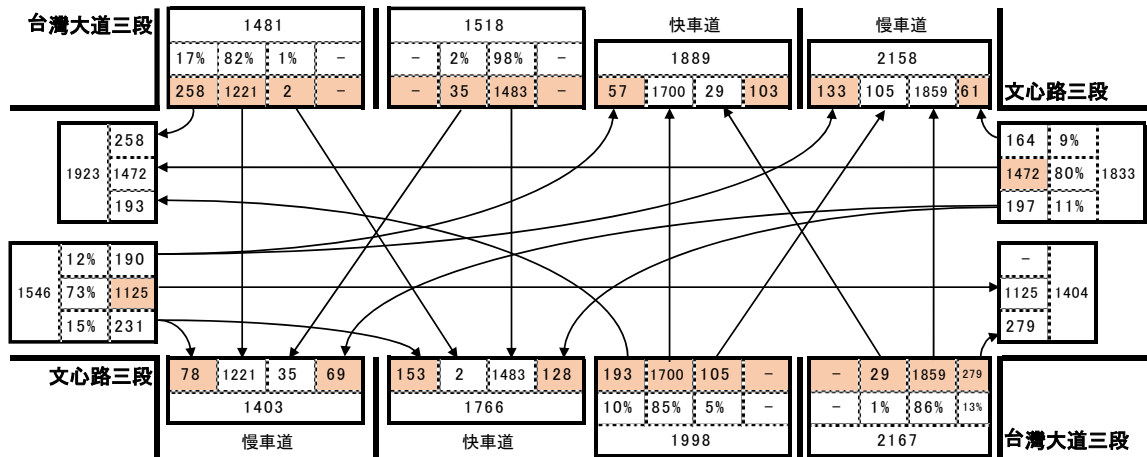 台灣大道三段
1481
1518
快車道
慢車道
1889
2158
17% 82% 1% -
- 2% 98% -
258 1221 2 -
- 35 1483 -
57 1700 29 103
133 105 1859 61
文心路三段
258
1923 1472
193
164 9%
1472 80% 1833
197 11%
12% 190
1546 73% 1125
15% 231
-
1125 1404
279
文心路三段
78 1221 35 69
153 2 1483 128
193 1700 105 -
- 29 1859 279
1403
1766
10% 85% 5% -
- 1% 86% 13%
慢車道
快車道
1998
2167
台灣大道三段